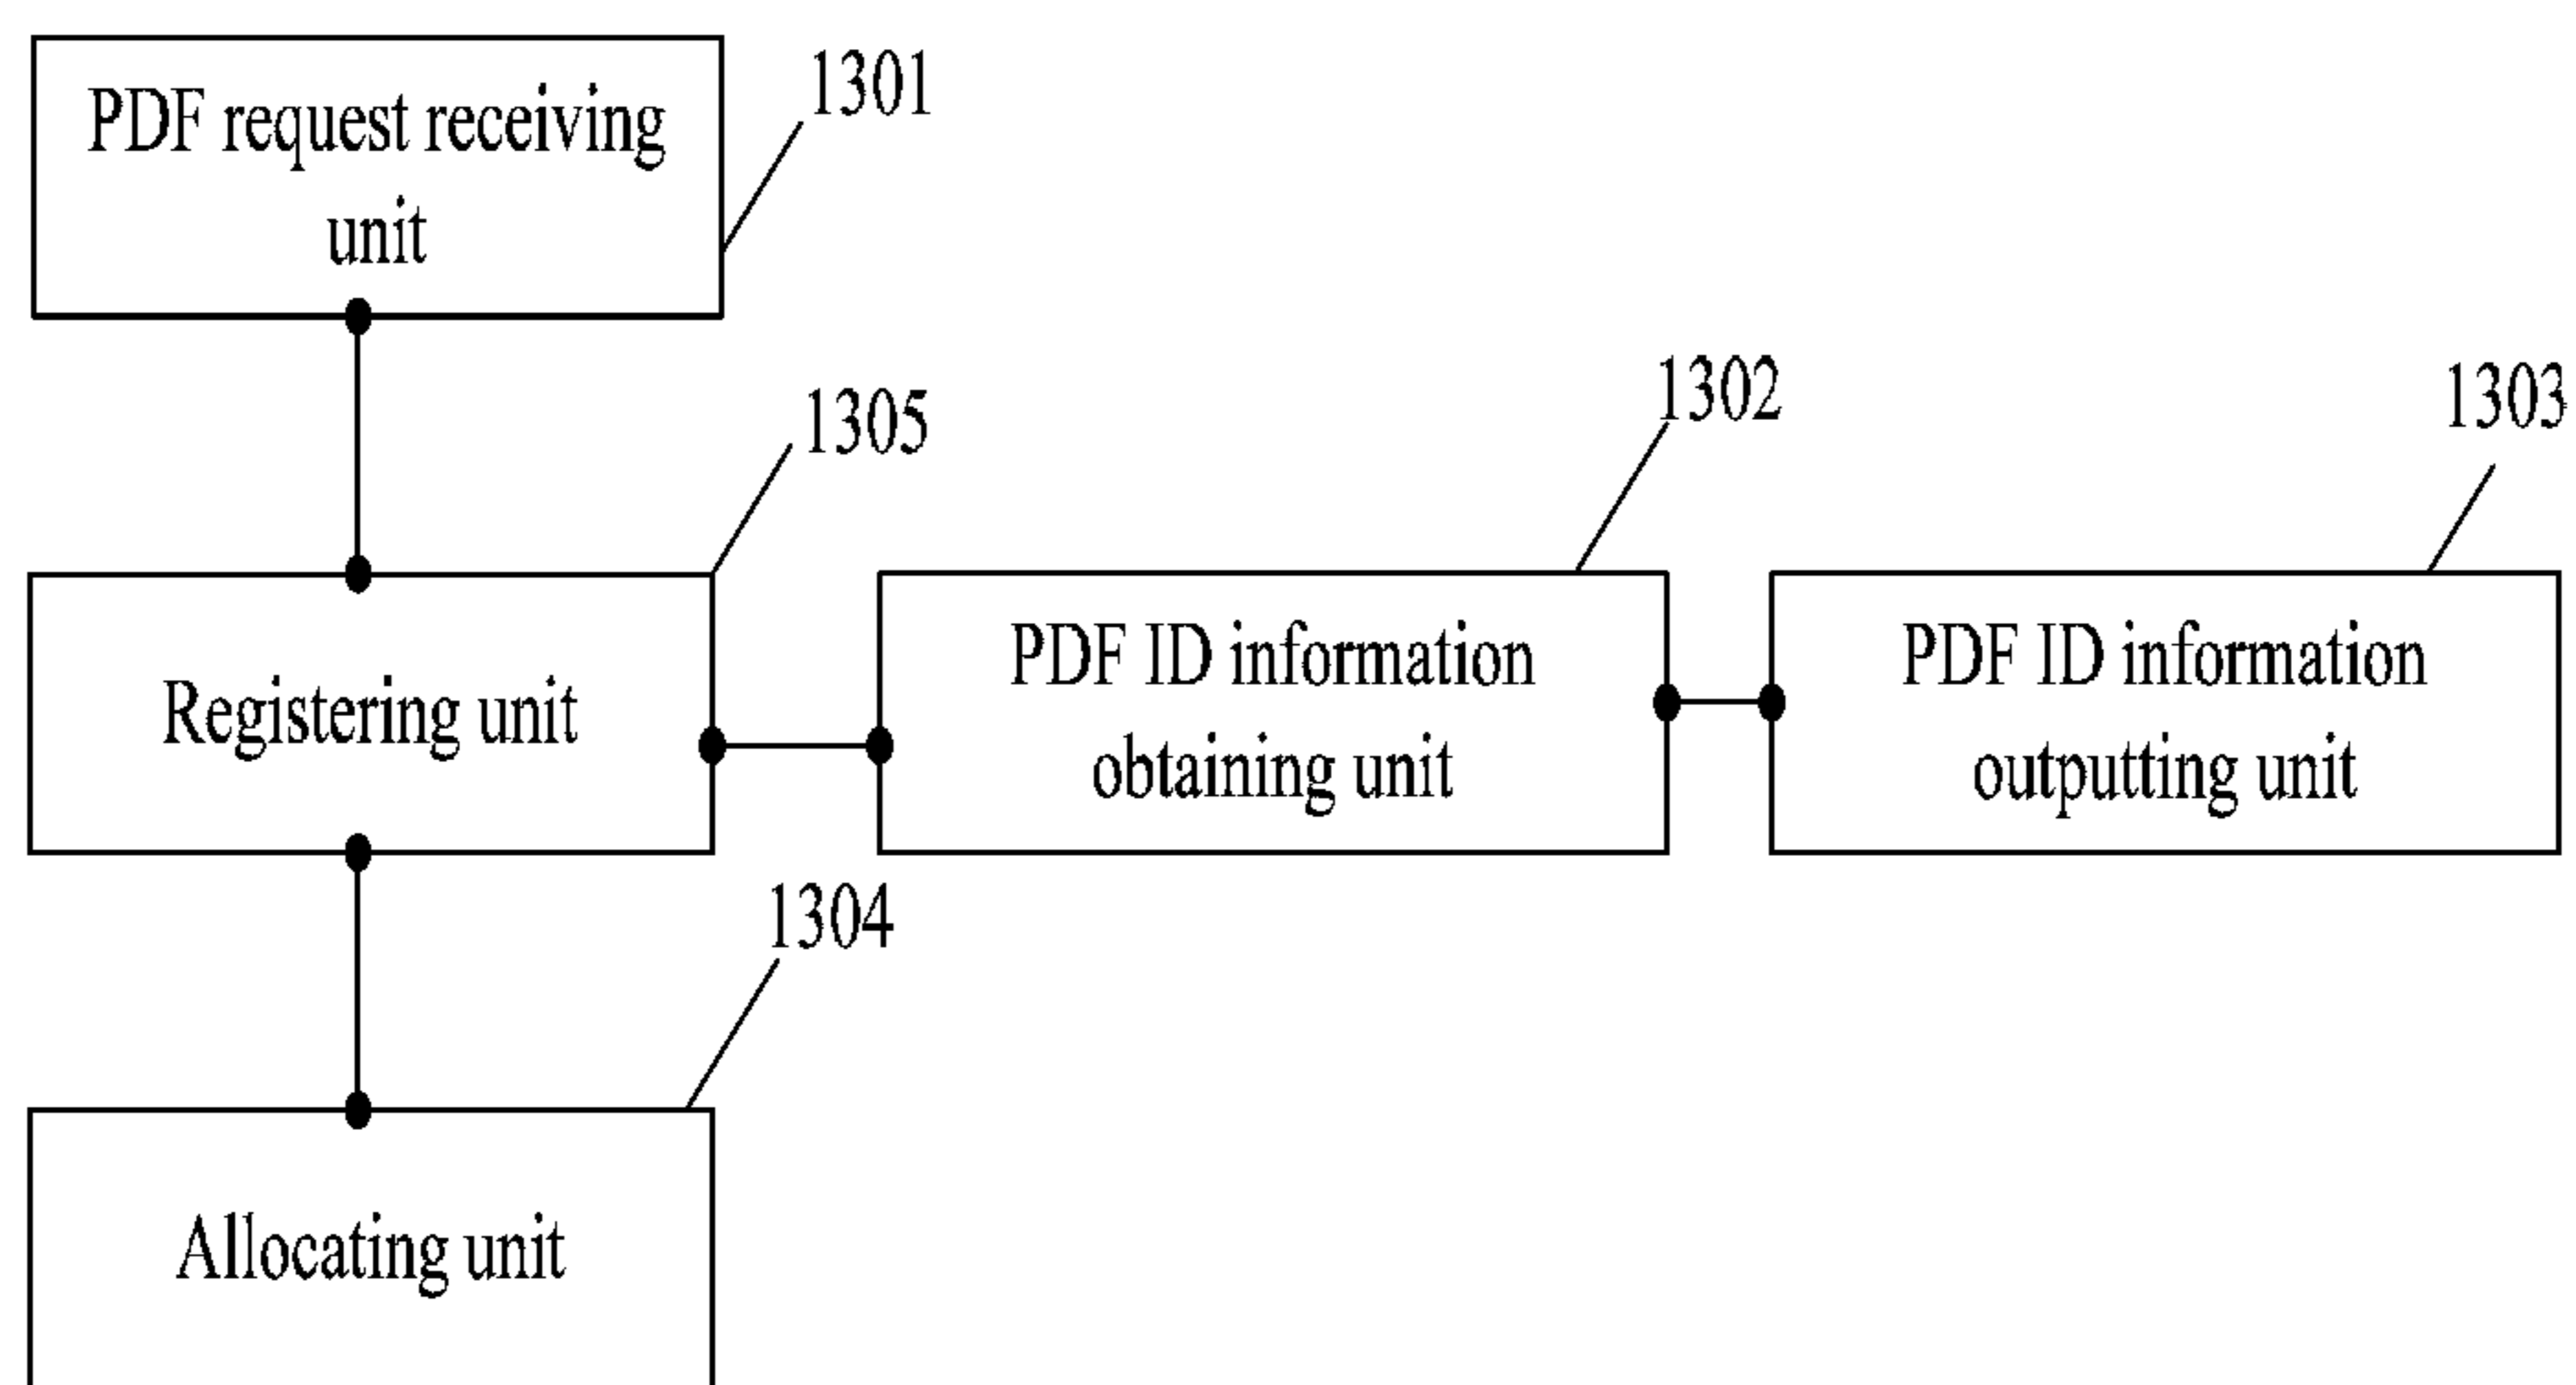 PDF request receiving
unit
1301
1305
Registering unit
1302
PDF ID information
obtaining unit
1303
PDF ID information
outputting unit
1304
Allocating unit